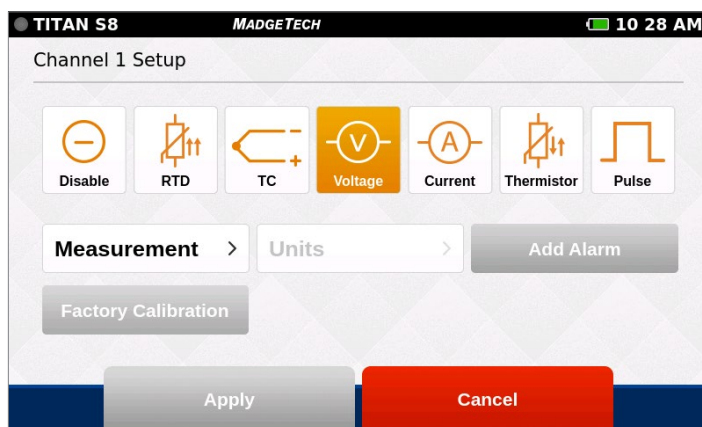 TITAN S8 MADGETECH 10 28 AM
Channel 1 Setup
− −
+
V A
Disable RTD TC Voltage Current Thermistor Pulse
Measurement > Units > Add Alarm
Factory Calibration
Apply Cancel